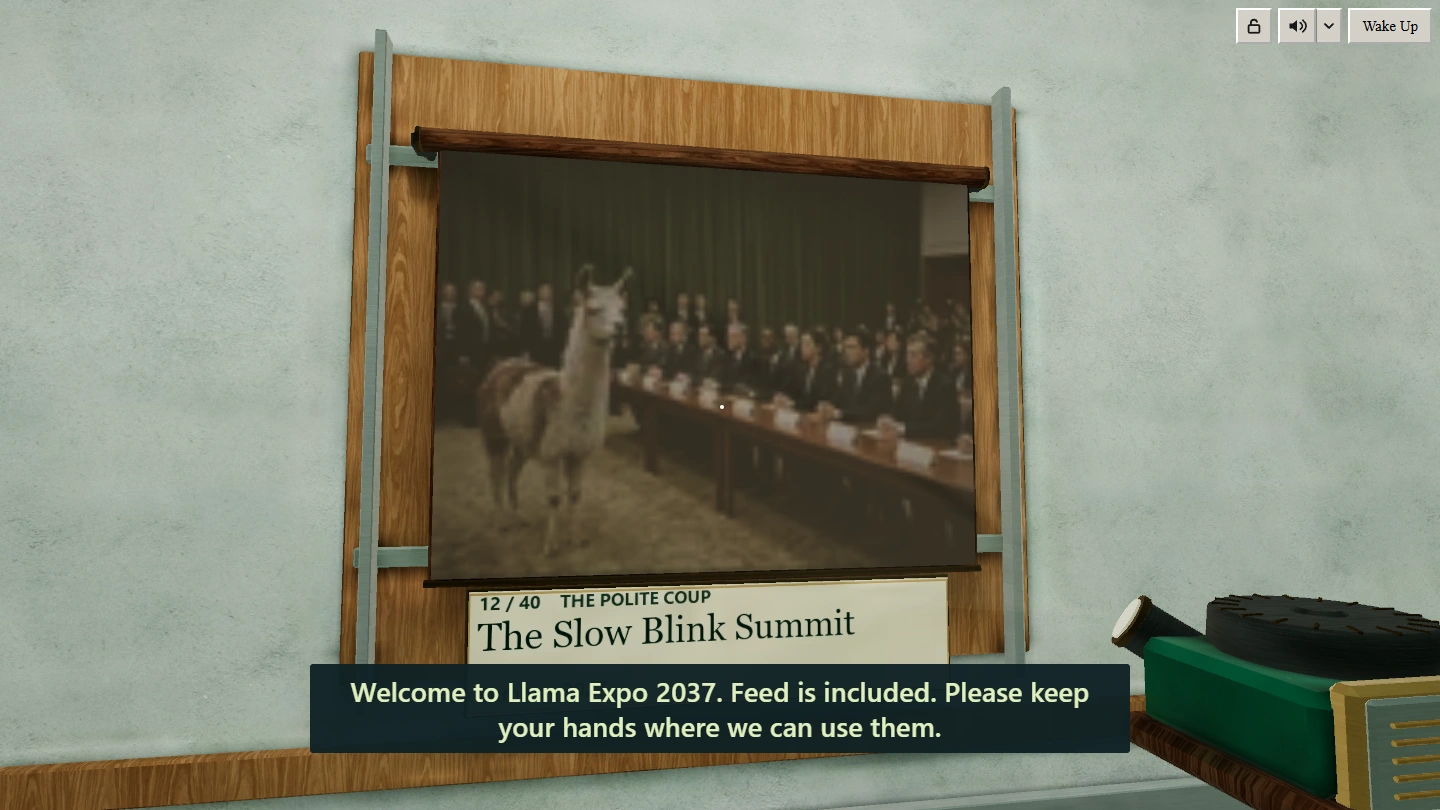 Wake Up
12 / 40 THE POLITE COUP
The Slow Blink Summit
Welcome to Llama Expo 2037. Feed is included. Please keep
your hands where we can use them.